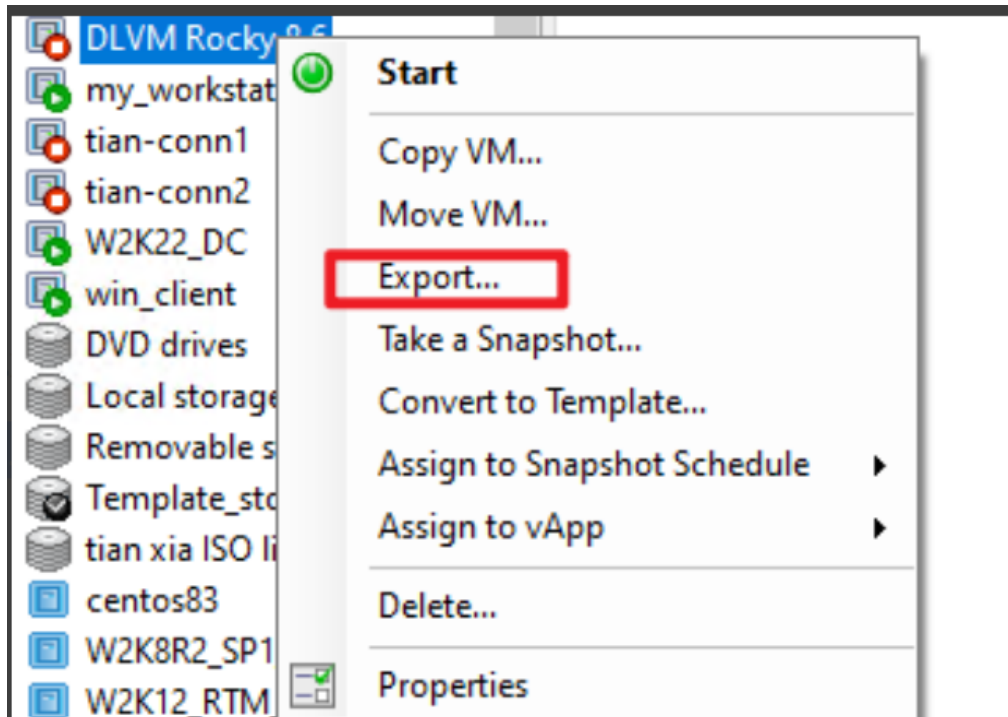 DLVM Rocky 8.6
my_workstat
tian-conn1
tian-conn2
W2K22_DC
win_client
DVD drives
Local storage
Removable s
Template_sto
tian xia ISO li
centos83
W2K8R2_SP1
W2K12_RTM
Start
Copy VM...
Move VM...
Export...
Take a Snapshot...
Convert to Template...
Assign to Snapshot Schedule
Assign to vApp
Delete...
Properties